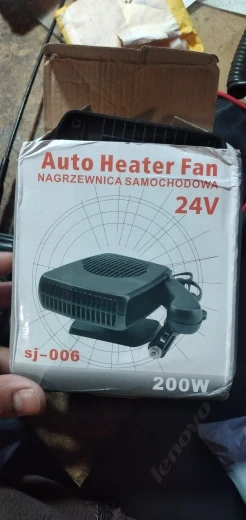 Auto Heater Fan
NAGRZEWNICA SAMOCHODOWA
24V
sj-006
200W
lenovo